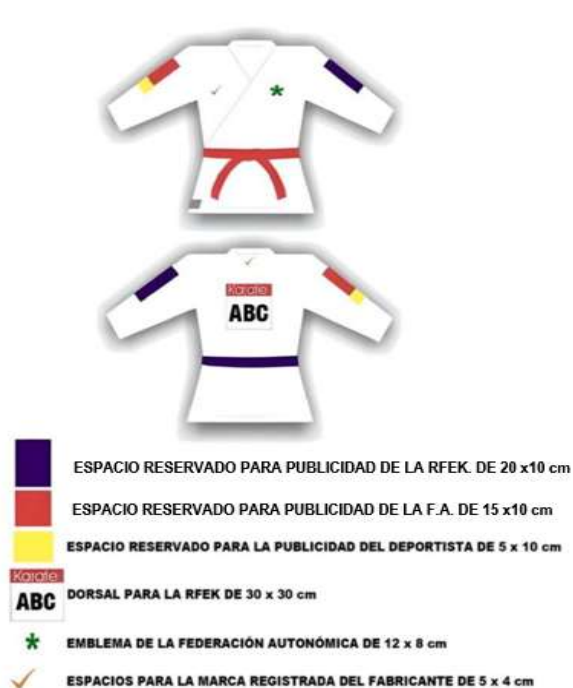 Karate
ABC
ESPACIO RESERVADO PARA PUBLICIDAD DE LA RFEK. DE 20 x10 cm
ESPACIO RESERVADO PARA PUBLICIDAD DE LA F.A. DE 15 x10 cm
ESPACIO RESERVADO PARA LA PUBLICIDAD DEL DEPORTISTA DE 5 x 10 cm
Karate
ABC
DORSAL PARA LA RFEK DE 30 x 30 cm
EMBLEMA DE LA FEDERACIÓN AUTONÓMICA DE 12 x 8 cm
ESPACIOS PARA LA MARCA REGISTRADA DEL FABRICANTE DE 5 x 4 cm